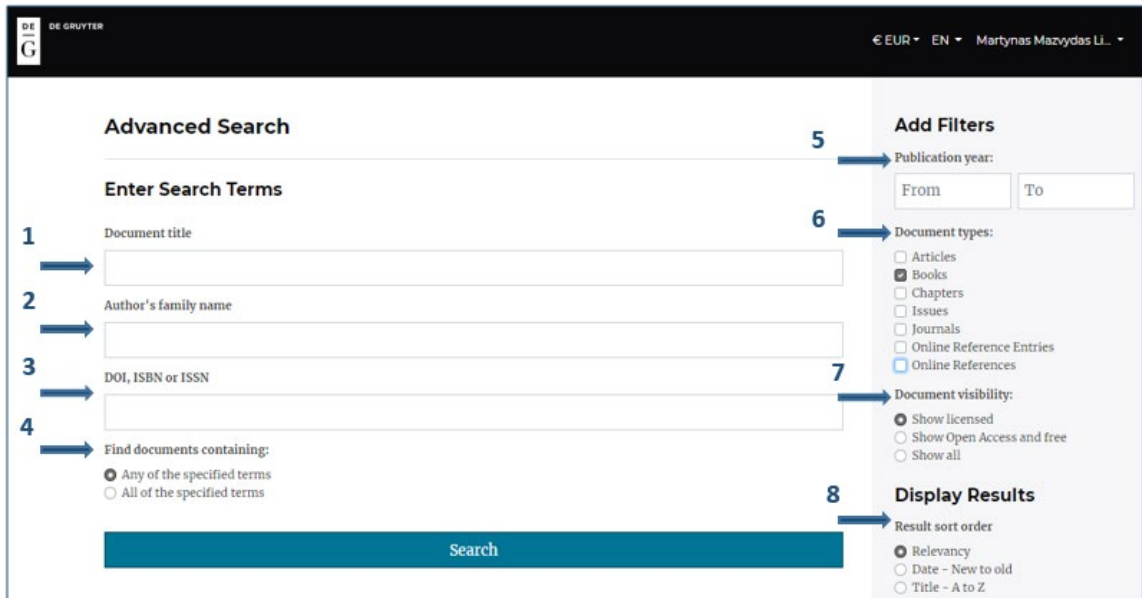 DE
G
DE GRUYTER
€ EUR
EN
Martynas Mazvydas Li...
Advanced Search
Enter Search Terms
1
Document title
2
Author's family name
3
DOI, ISBN or ISSN
4
Find documents containing:
Any of the specified terms
All of the specified terms
Search
Add Filters
5
Publication year:
From
To
6
Document types:
Articles
Books
Chapters
Issues
Journals
Online Reference Entries
Online References
7
Document visibility:
Show licensed
Show Open Access and free
Show all
Display Results
8
Result sort order
Relevancy
Date - New to old
Title - A to Z